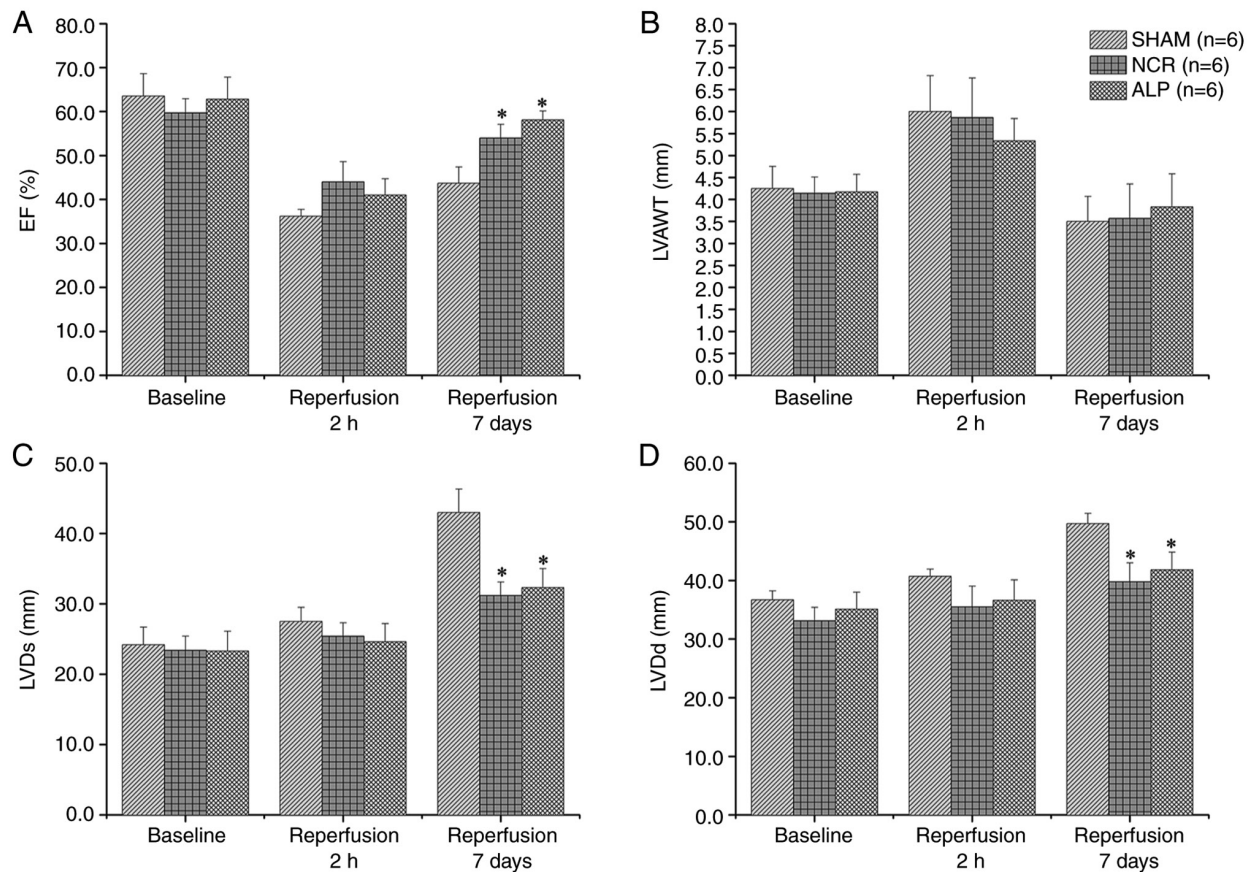 A
80.0
70.0
60.0
50.0
40.0
30.0
20.0
10.0
0.0
EF (%)
* *
Baseline
Reperfusion
2 h
Reperfusion
7 days
B
8.0
7.5
7.0
6.5
6.0
5.5
5.0
4.5
4.0
3.5
3.0
2.5
2.0
1.5
1.0
0.5
0.0
LVAWT (mm)
SHAM (n=6)
NCR (n=6)
ALP (n=6)
Baseline
Reperfusion
2 h
Reperfusion
7 days
C
50.0
40.0
30.0
20.0
10.0
0.0
LVDs (mm)
* *
Baseline
Reperfusion
2 h
Reperfusion
7 days
D
60.0
50.0
40.0
30.0
20.0
10.0
0.0
LVDd (mm)
* *
Baseline
Reperfusion
2 h
Reperfusion
7 days